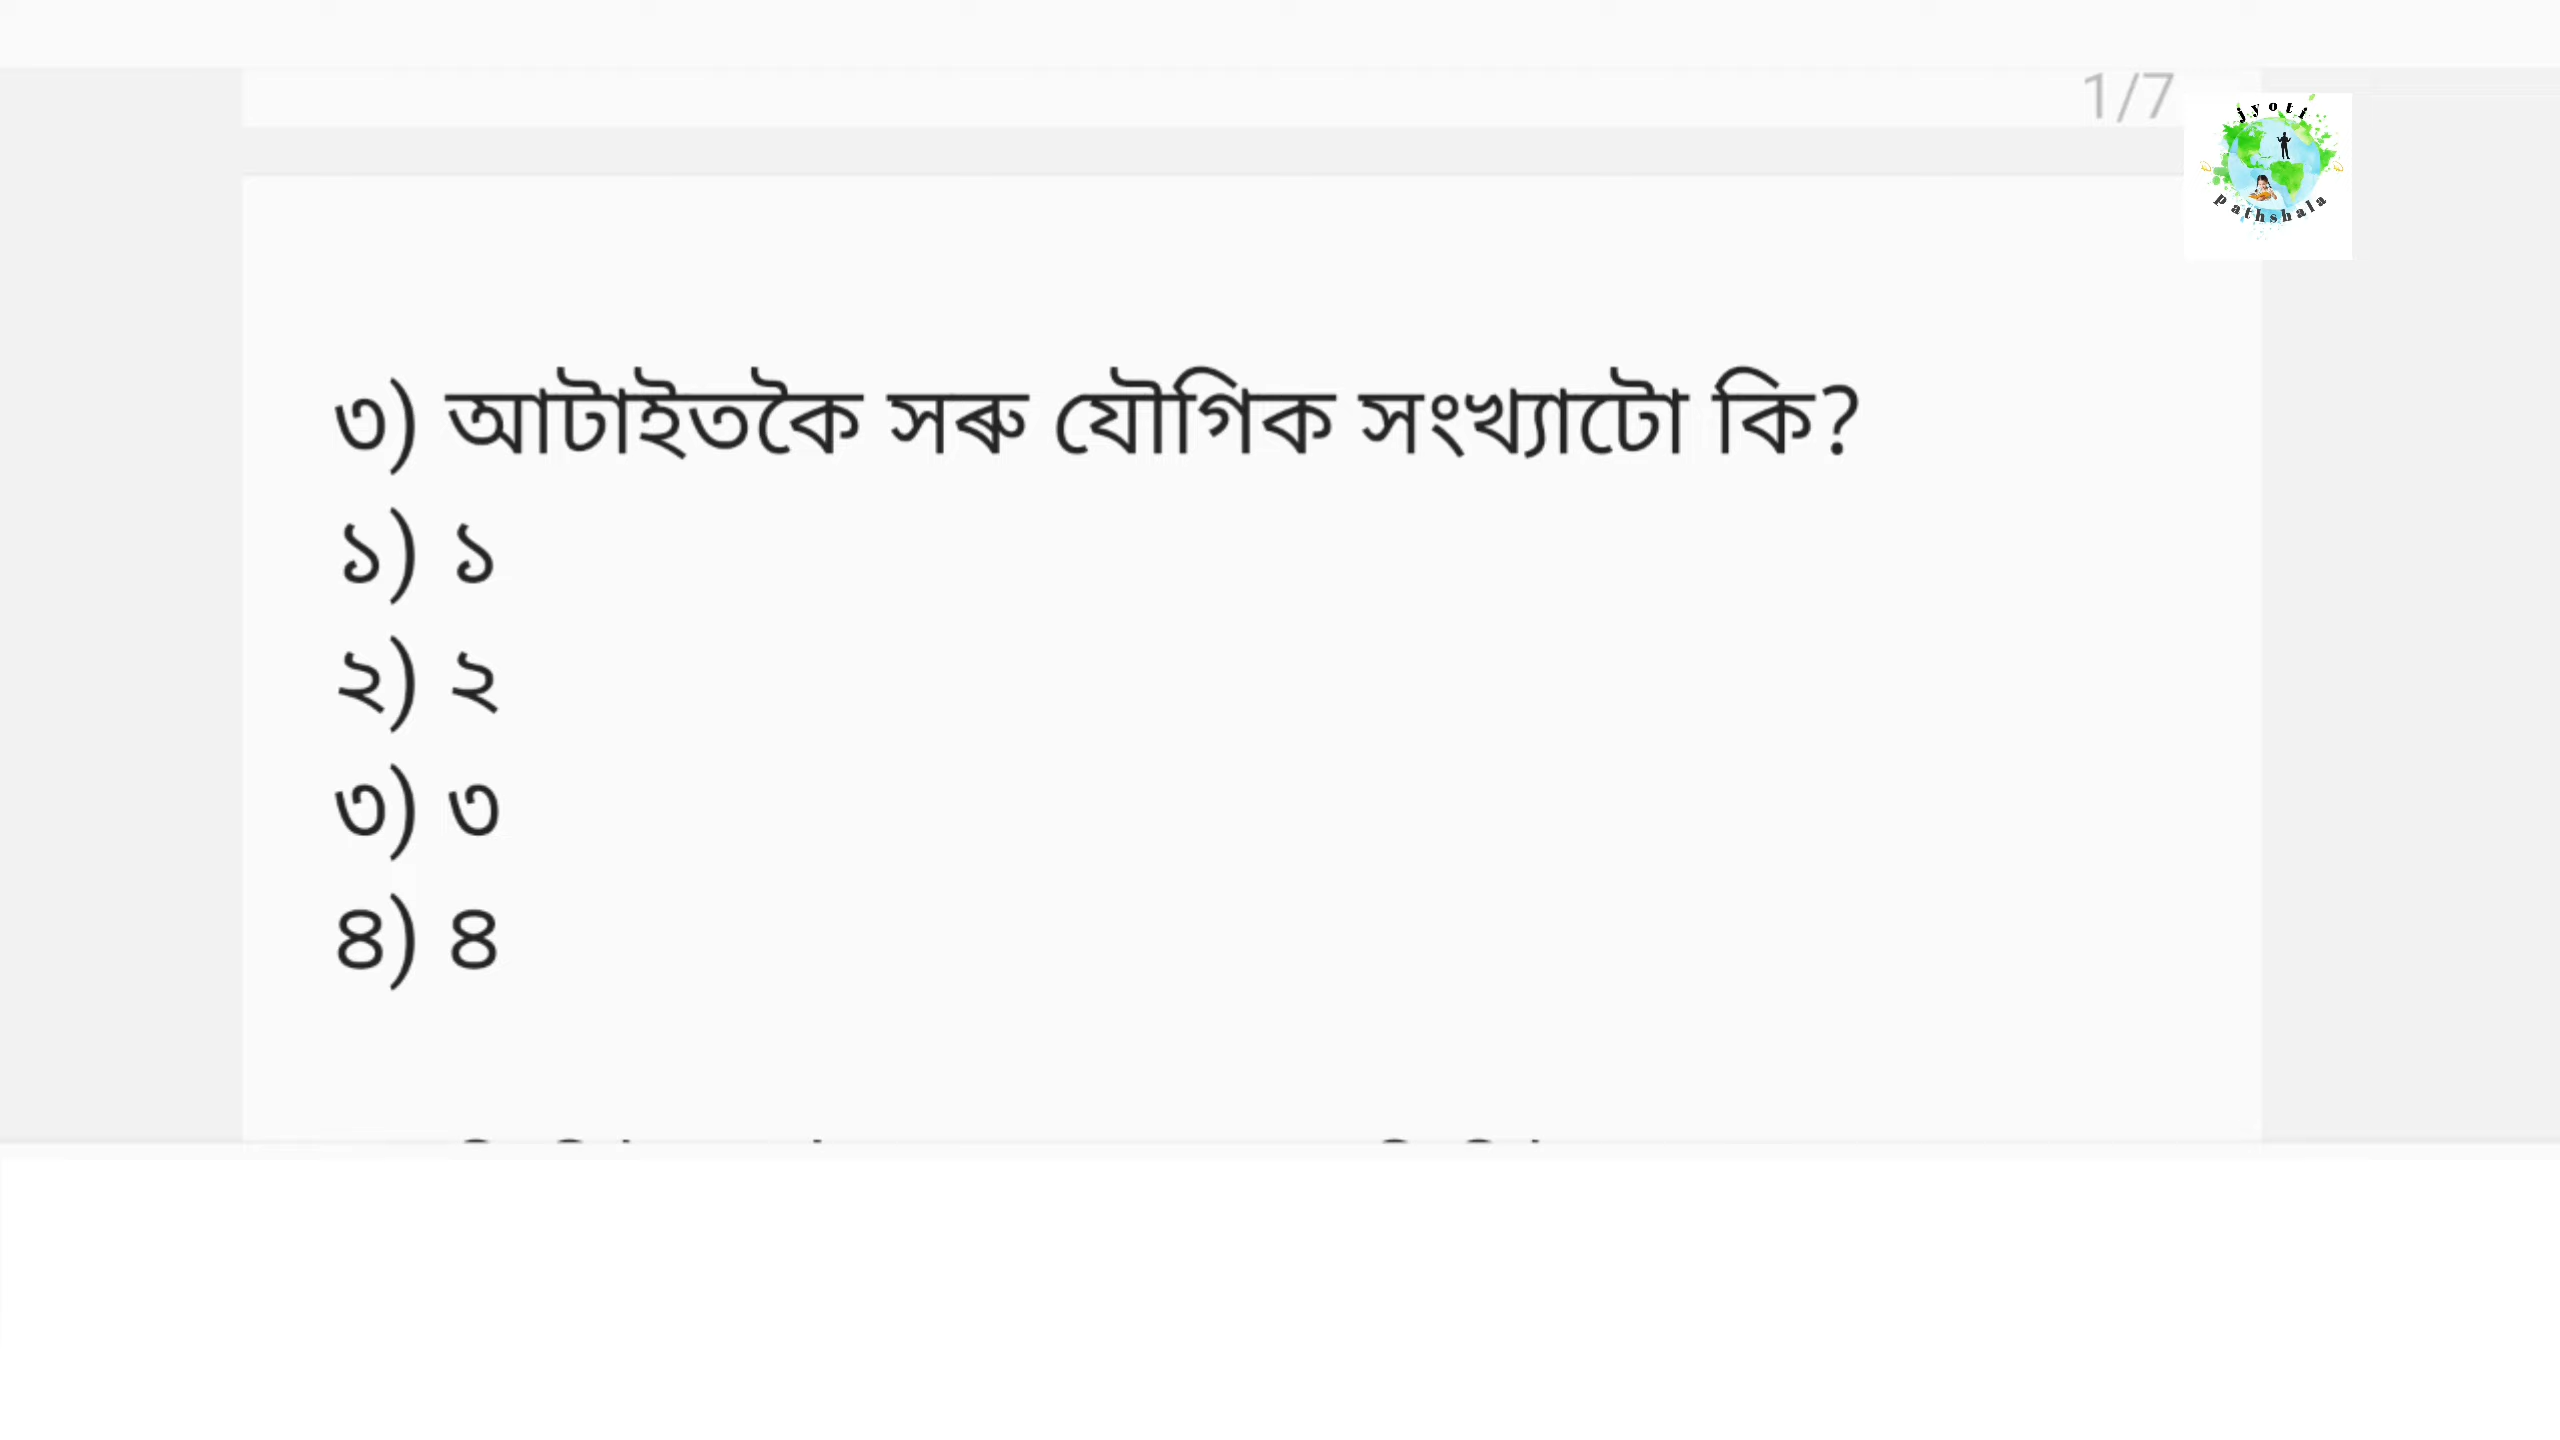 1/7
jyoti
pathshala
৩) আটাইতকৈ সৰু যৌগিক সংখ্যাটো কি?
১) ১
২) ২
৩) ৩
৪) ৪